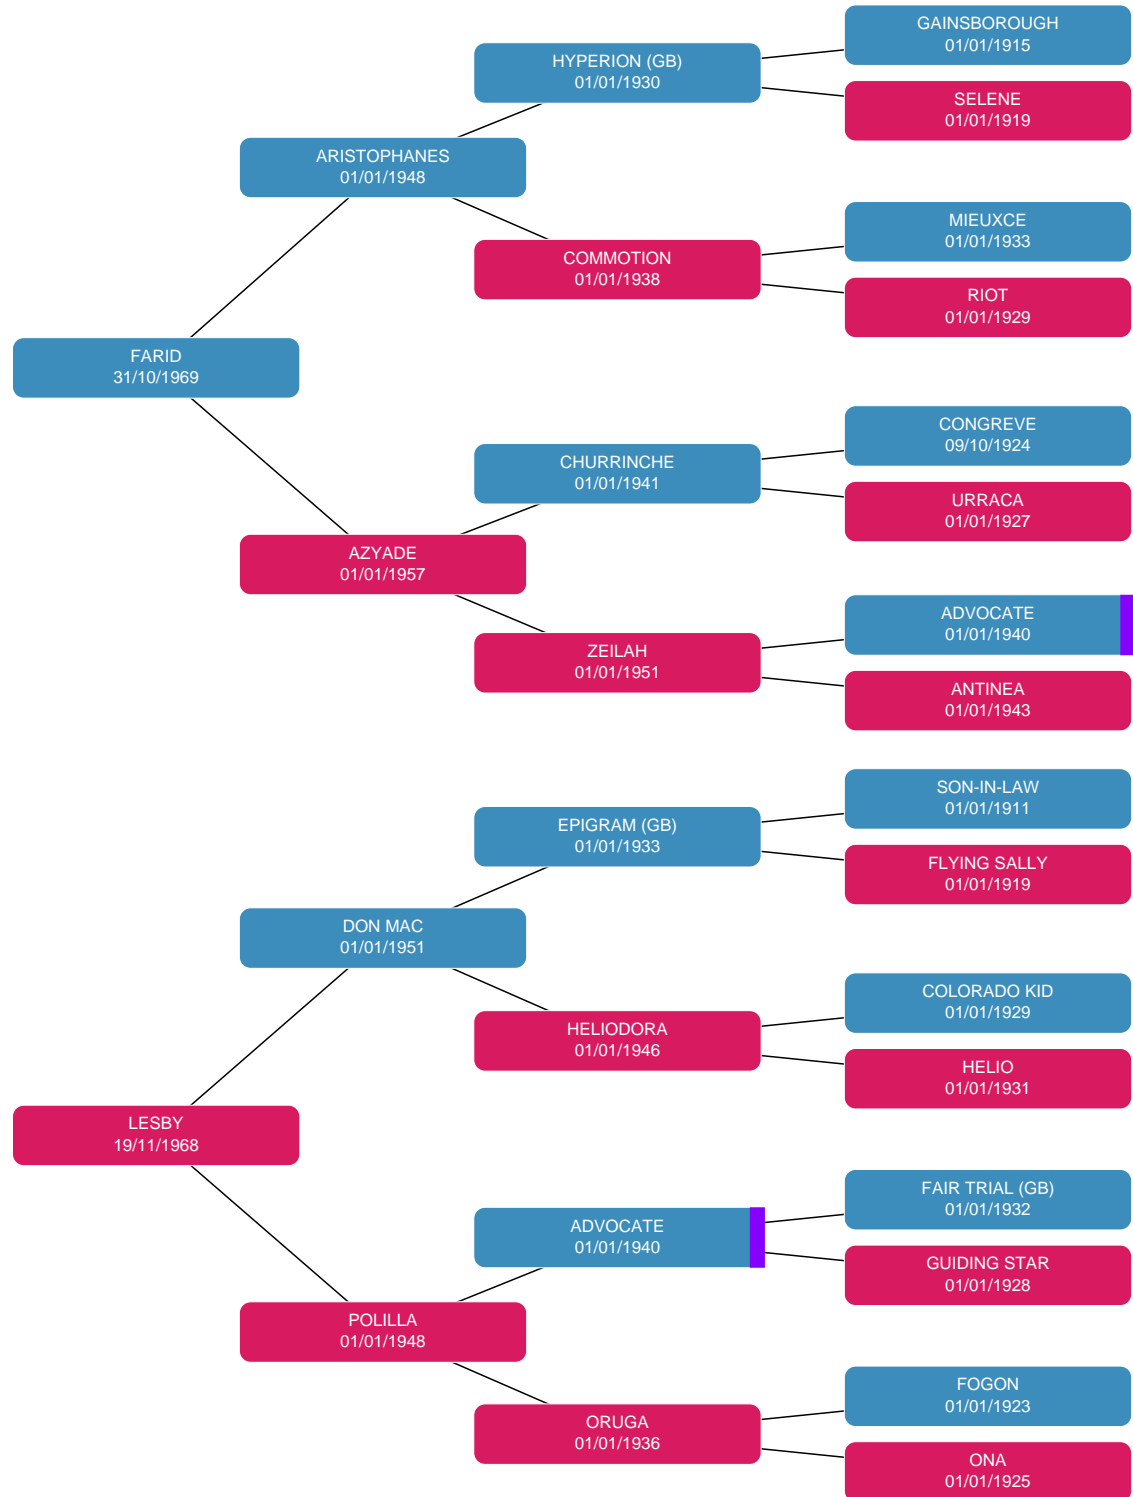 GAINSBOROUGH
01/01/1915
HYPERION (GB)
01/01/1930
SELENE
01/01/1919
ARISTOPHANES
01/01/1948
MIEUXCE
01/01/1933
COMMOTION
01/01/1938
RIOT
01/01/1929
FARID
31/10/1969
CONGREVE
09/10/1924
CHURRINCHE
01/01/1941
URRACA
01/01/1927
AZYADE
01/01/1957
ADVOCATE
01/01/1940
ZEILAH
01/01/1951
ANTINEA
01/01/1943
SON-IN-LAW
01/01/1911
EPIGRAM (GB)
01/01/1933
FLYING SALLY
01/01/1919
DON MAC
01/01/1951
COLORADO KID
01/01/1929
HELIODORA
01/01/1946
HELIO
01/01/1931
LESBY
19/11/1968
FAIR TRIAL (GB)
01/01/1932
ADVOCATE
01/01/1940
GUIDING STAR
01/01/1928
POLILLA
01/01/1948
FOGON
01/01/1923
ORUGA
01/01/1936
ONA
01/01/1925